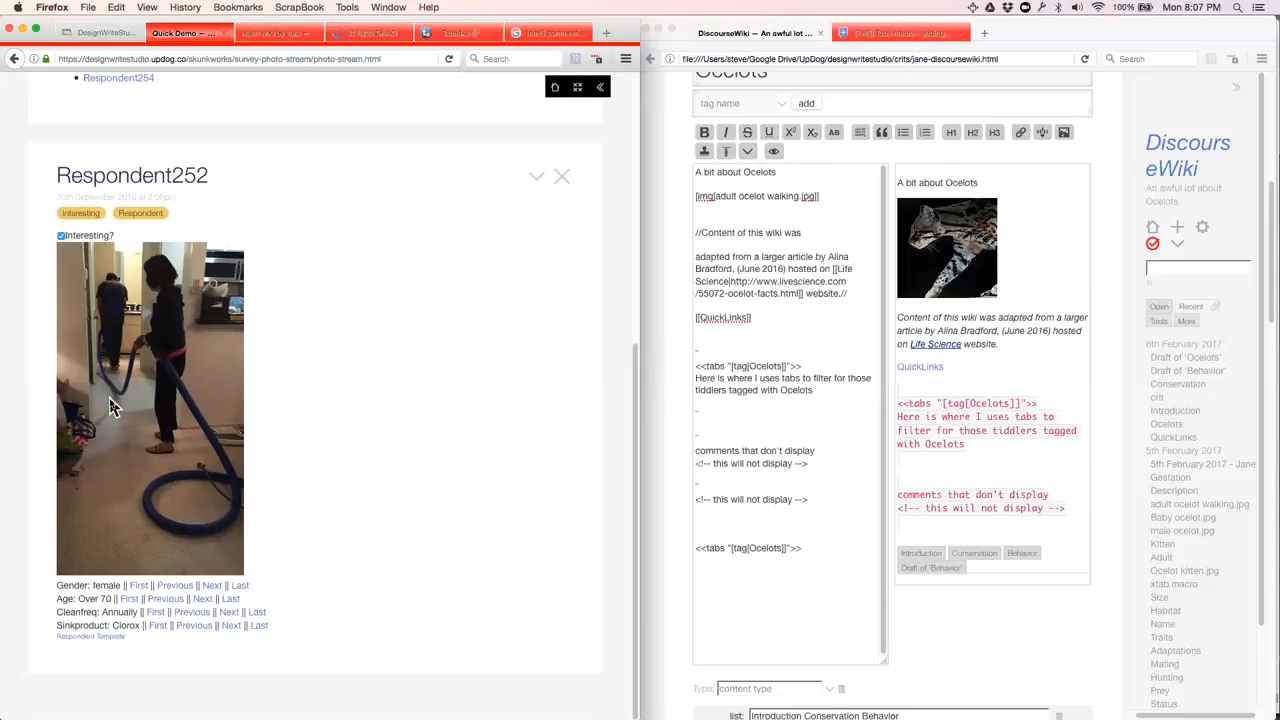 Firefox File Edit View History Bookmarks ScrapBook Tools Window Help
100% Mon 8:07 PM
DesignWriteStu...
Quick Demo — ...
https://designwritestudio.updog.co/skunkworks/survey-photo-stream/photo-stream.html
Search
Respondent254
Respondent252
30th September 2016 at 2:06pm
Interesting Respondent
Interesting?
Gender: female || First || Previous || Next || Last
Age: Over 70 || First || Previous || Next || Last
Cleanfreq: Annually || First || Previous || Next || Last
Sinkproduct: Clorox || First || Previous || Next || Last
Respondent Template
DiscourseWiki — An awful lot ...
file:///Users/steve/Google Drive/UpDog/designwritestudio/crits/jane-discoursewiki.html
Search
Ocelots
tag name add
B I S U X² X₂ AB H1 H2 H3
A bit about Ocelots
[img[adult ocelot walking.jpg]]
//Content of this wiki was
adapted from a larger article by Alina
Bradford, (June 2016) hosted on [[Life
Science|http://www.livescience.com
/55072-ocelot-facts.html]] website.//
[[QuickLinks]]
<<tabs "[tag[Ocelots]]">>
Here is where I uses tabs to filter for those
tiddlers tagged with Ocelots
comments that don't display
<!-- this will not display -->
<!-- this will not display -->
<<tabs "[tag[Ocelots]]">>
A bit about Ocelots
Content of this wiki was adapted from a larger
article by Alina Bradford, (June 2016) hosted
on Life Science website.
QuickLinks
<<tabs "[tag[Ocelots]]">>
Here is where I uses tabs to
filter for those tiddlers tagged
with Ocelots
comments that don't display
<!-- this will not display -->
Introduction Conservation Behavior
Draft of 'Behavior'
Type: content type
list: Introduction Conservation Behavior
Discours
eWiki
An awful lot about
Ocelots
Open Recent
Tools More
6th February 2017
Draft of 'Ocelots'
Draft of 'Behavior'
Conservation
crit
Introduction
Ocelots
QuickLinks
5th February 2017
5th February 2017 - Jane
Gestation
Description
adult ocelot walking.jpg
Baby ocelot.jpg
male ocelot.jpg
Kitten
Adult
Ocelot kitten.jpg
xtab macro
Size
Habitat
Name
Traits
Adaptations
Mating
Hunting
Prey
Status